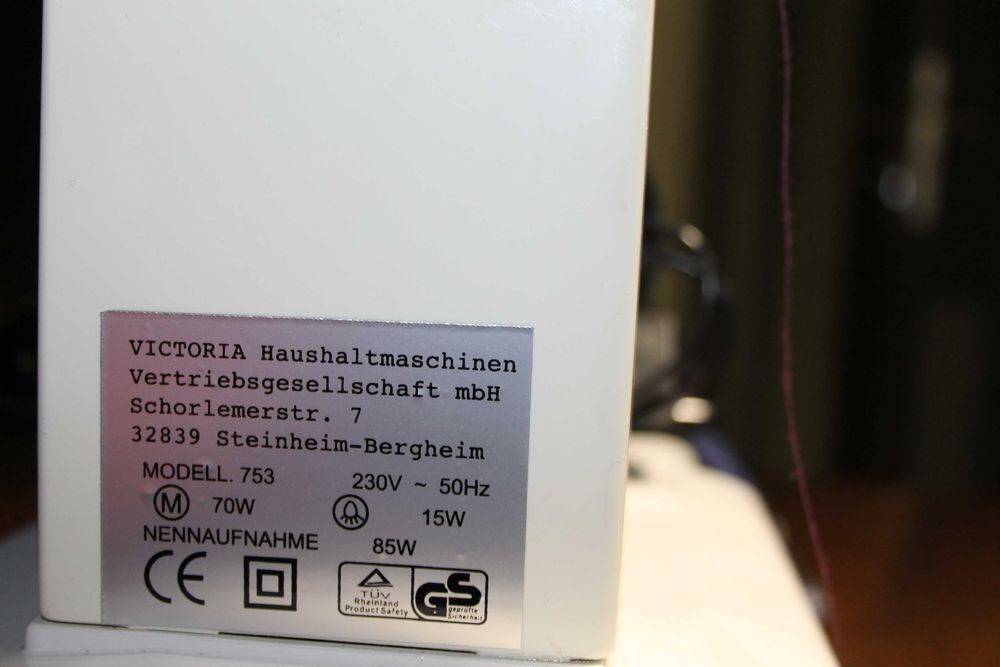 VICTORIA Haushaltmaschinen
Vertriebsgesellschaft mbH
Schorlemerstr. 7
32839 Steinheim-Bergheim
MODELL. 753 230V ~ 50Hz
M 70W 15W
NENNAUFNAHME 85W
CE
TÜV
Rheinland
Product Safety
GS
geprüfte
Sicherheit